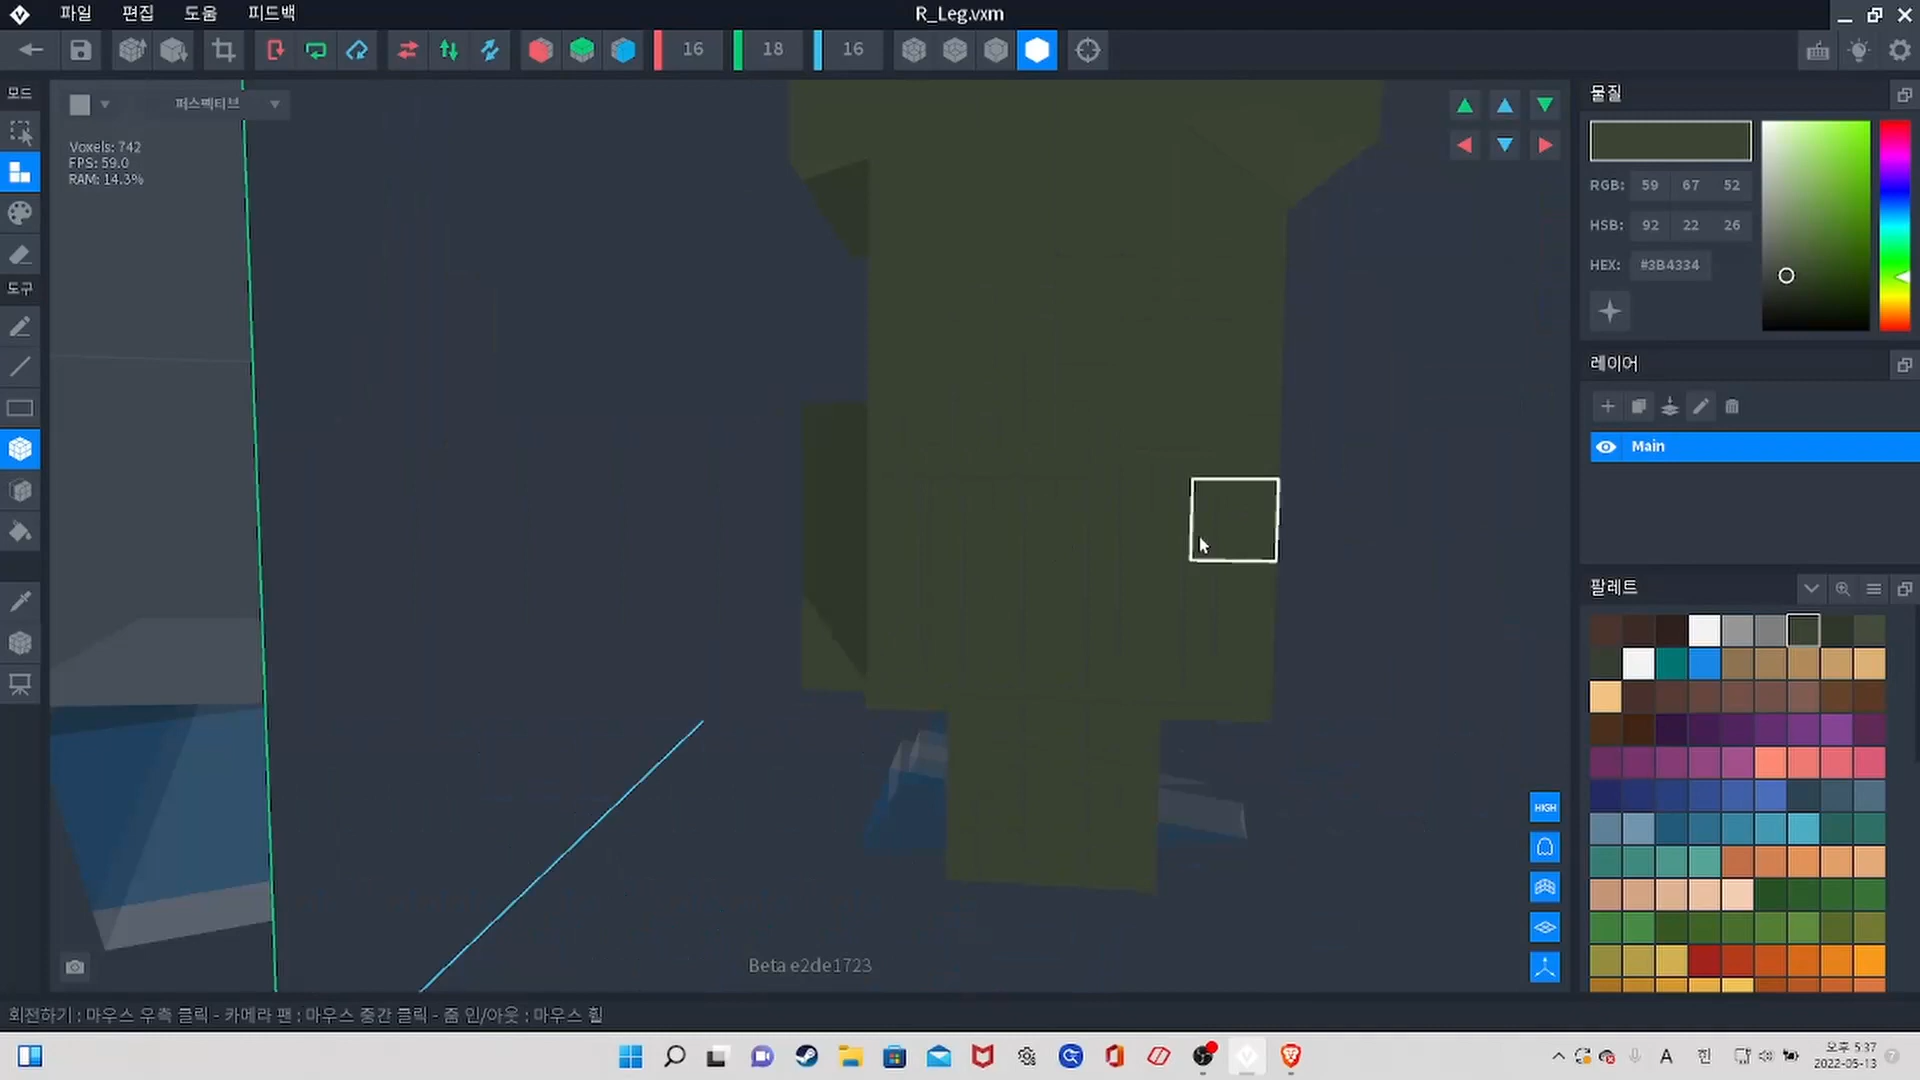 파일 편집 도움 피드백 R_Leg.vxm
16 18 16
모드 퍼스펙티브 물질
Voxels: 742
FPS: 59.0
RAM: 14.3%
RGB: 59 67 52
HSB: 92 22 26
HEX: #3B4334
도구
레이어
Main
팔레트
HIGH
Beta e2de1723
회전하기 : 마우스 우측 클릭 - 카메라 팬 : 마우스 중간 클릭 - 줌 인/아웃 : 마우스 휠
A 한 오후 5:37
2022-05-13